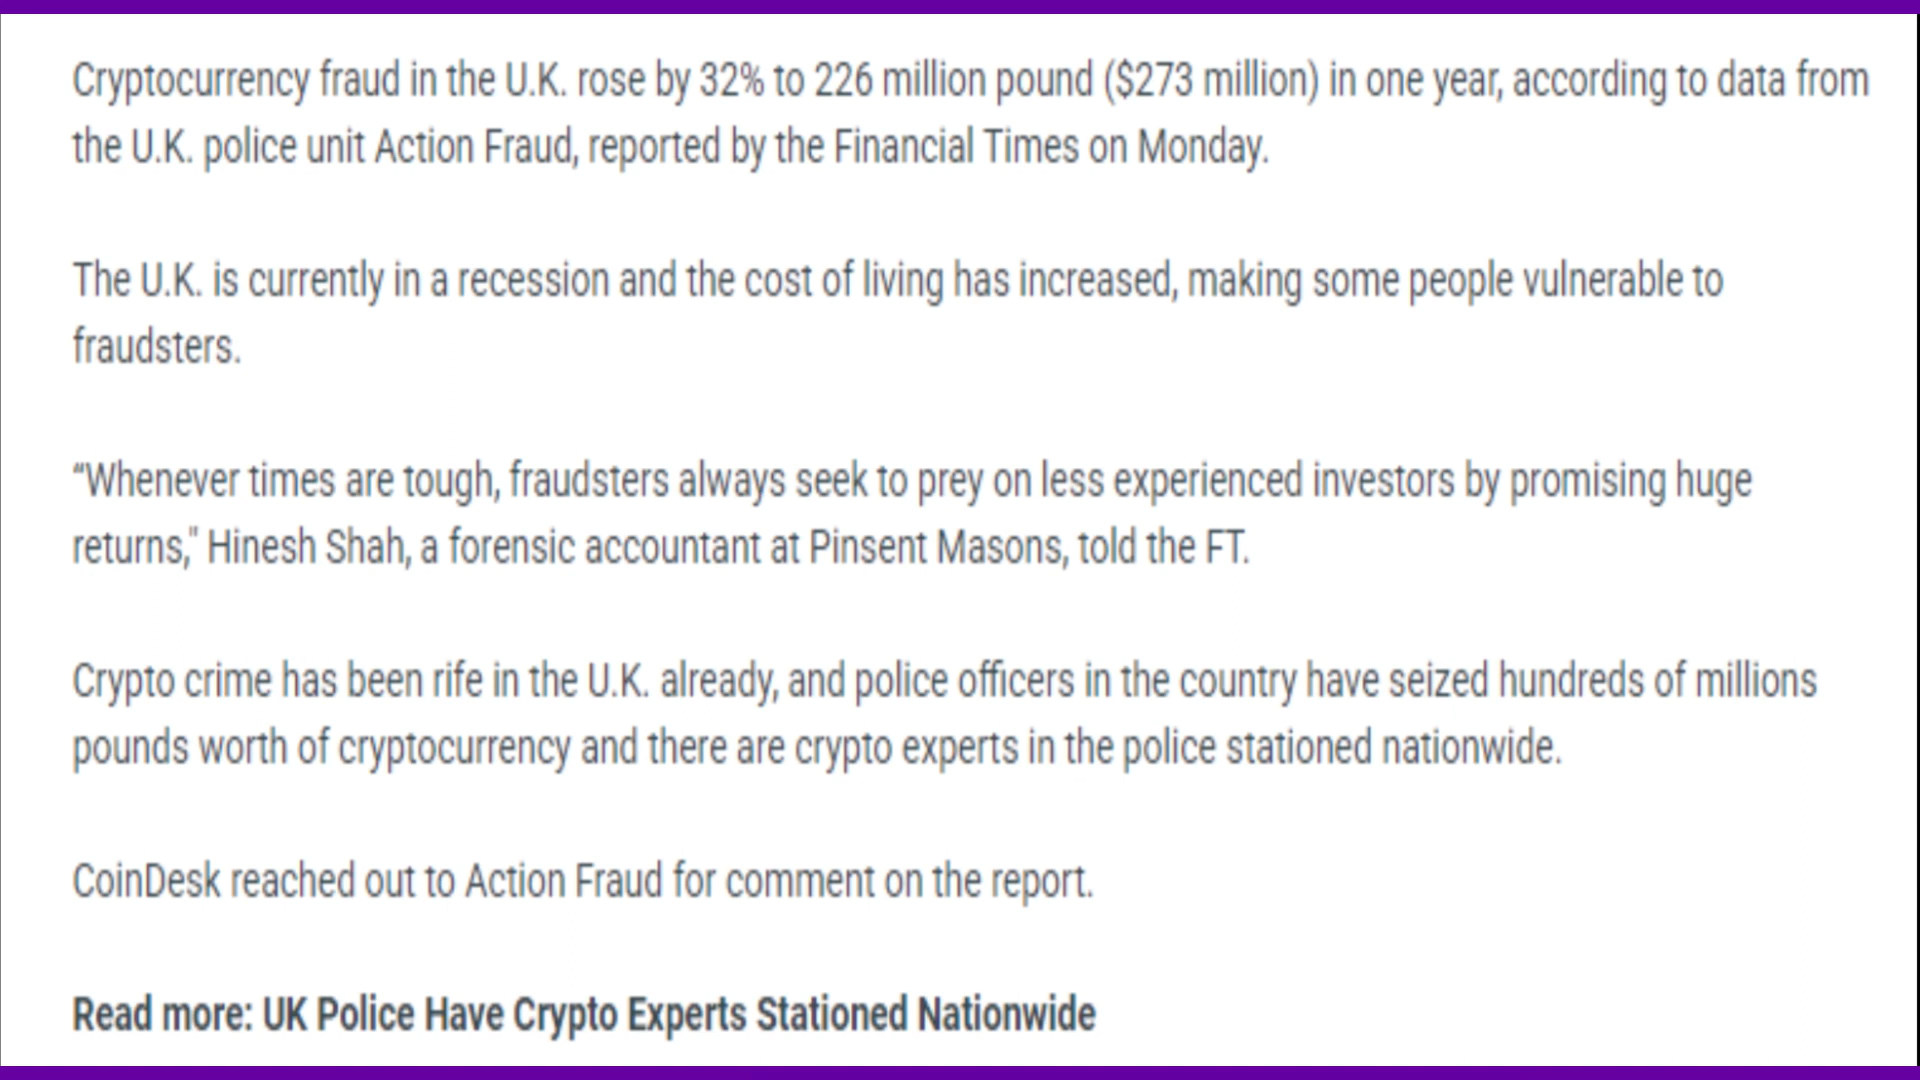 Cryptocurrency fraud in the U.K. rose by 32% to 226 million pound ($273 million) in one year, according to data from
the U.K. police unit Action Fraud, reported by the Financial Times on Monday.
The U.K. is currently in a recession and the cost of living has increased, making some people vulnerable to
fraudsters.
“Whenever times are tough, fraudsters always seek to prey on less experienced investors by promising huge
returns," Hinesh Shah, a forensic accountant at Pinsent Masons, told the FT.
Crypto crime has been rife in the U.K. already, and police officers in the country have seized hundreds of millions
pounds worth of cryptocurrency and there are crypto experts in the police stationed nationwide.
CoinDesk reached out to Action Fraud for comment on the report.
Read more: UK Police Have Crypto Experts Stationed Nationwide